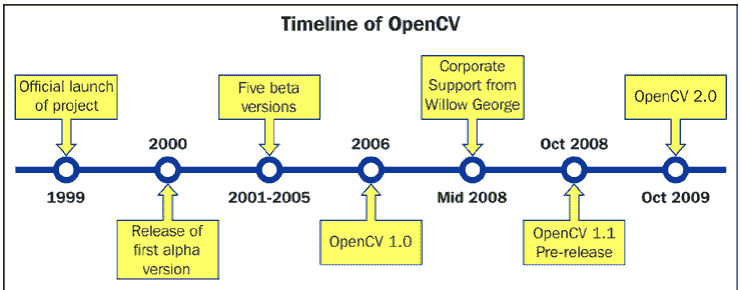 Timeline of OpenCV
Official launch
of project
Five beta
versions
Corporate
Support from
Willow George
OpenCV 2.0
2000
2006
Oct 2008
1999
2001-2005
Mid 2008
Oct 2009
Release of
first alpha
version
OpenCV 1.0
OpenCV 1.1
Pre-release